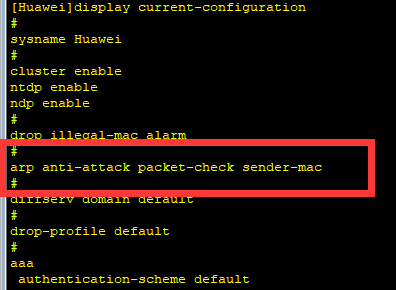 [Huawei]display current-configuration
#
sysname Huawei
#
cluster enable
ntdp enable
ndp enable
#
drop illegal-mac alarm
#
arp anti-attack packet-check sender-mac
#
diffserv domain default
#
drop-profile default
#
aaa
 authentication-scheme default